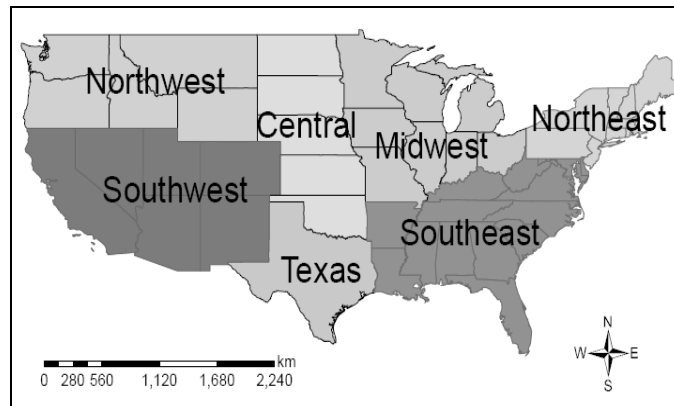 Northwest
Central
Midwest
Northeast
Southwest
Southeast
Texas
km
0 280 560 1,120 1,680 2,240
N
W E
S